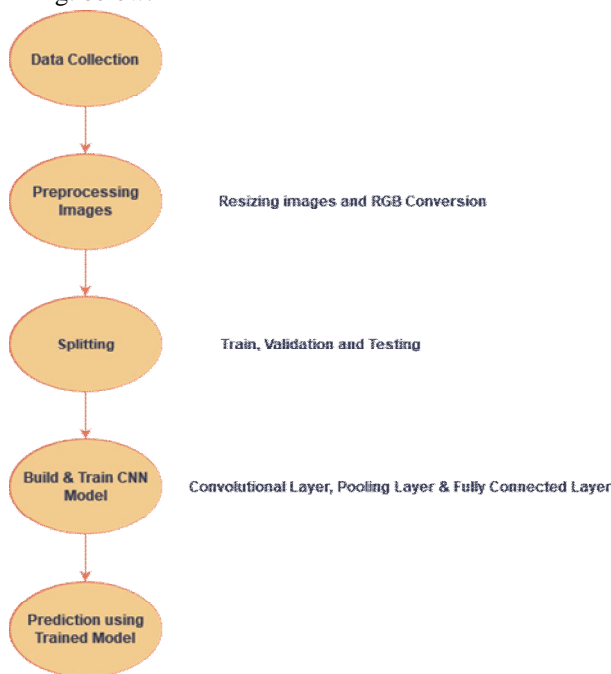 Data Collection
Preprocessing
Images
Resizing images and RGB Conversion
Splitting
Train, Validation and Testing
Build & Train CNN
Model
Convolutional Layer, Pooling Layer & Fully Connected Layer
Prediction using
Trained Model